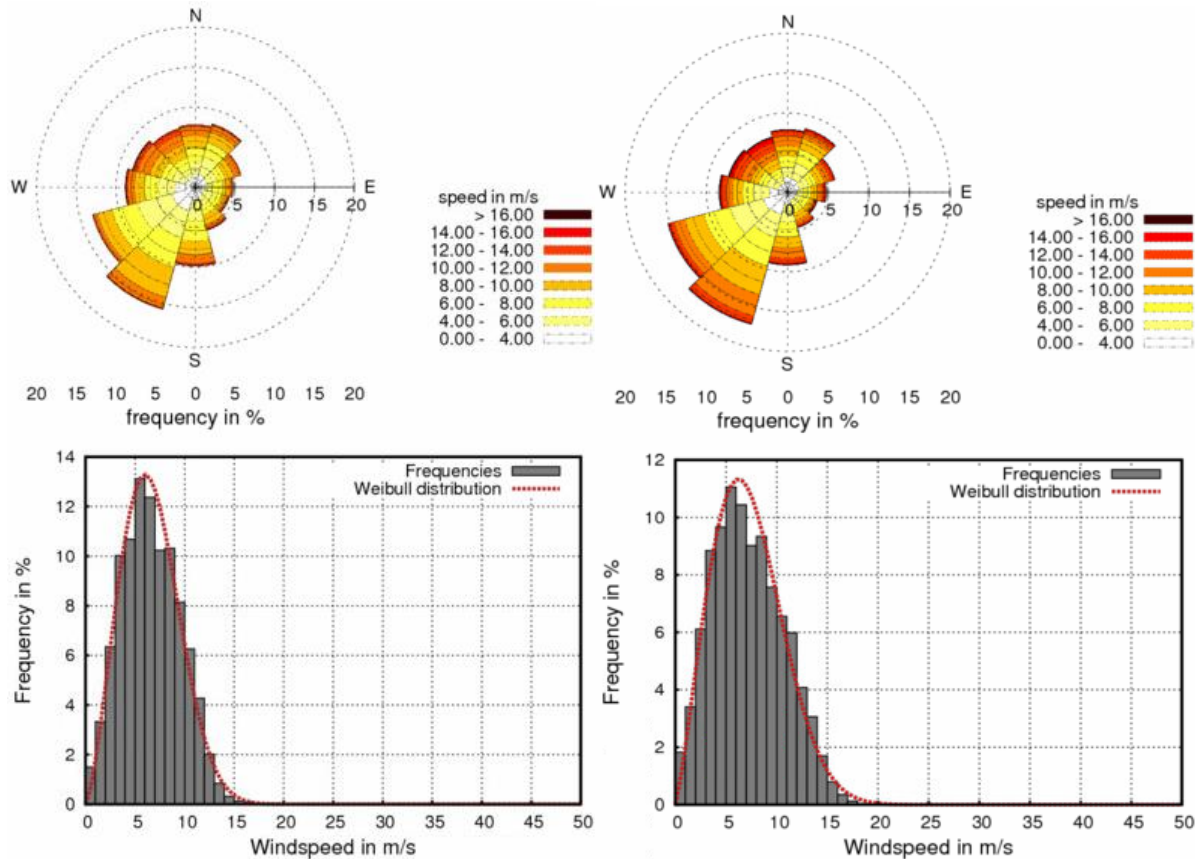 N
W
E
S
0 5 10 15 20
speed in m/s
> 16.00
14.00 - 16.00
12.00 - 14.00
10.00 - 12.00
8.00 - 10.00
6.00 - 8.00
4.00 - 6.00
0.00 - 4.00
20 15 10 5 0 5 10 15 20
frequency in %
N
W
E
S
0 5 10 15 20
speed in m/s
> 16.00
14.00 - 16.00
12.00 - 14.00
10.00 - 12.00
8.00 - 10.00
6.00 - 8.00
4.00 - 6.00
0.00 - 4.00
20 15 10 5 0 5 10 15 20
frequency in %
Frequencies
Weibull distribution
Frequency in %
14
12
10
8
6
4
2
0
0 5 10 15 20 25 30 35 40 45 50
Windspeed in m/s
Frequencies
Weibull distribution
Frequency in %
12
10
8
6
4
2
0
0 5 10 15 20 25 30 35 40 45 50
Windspeed in m/s